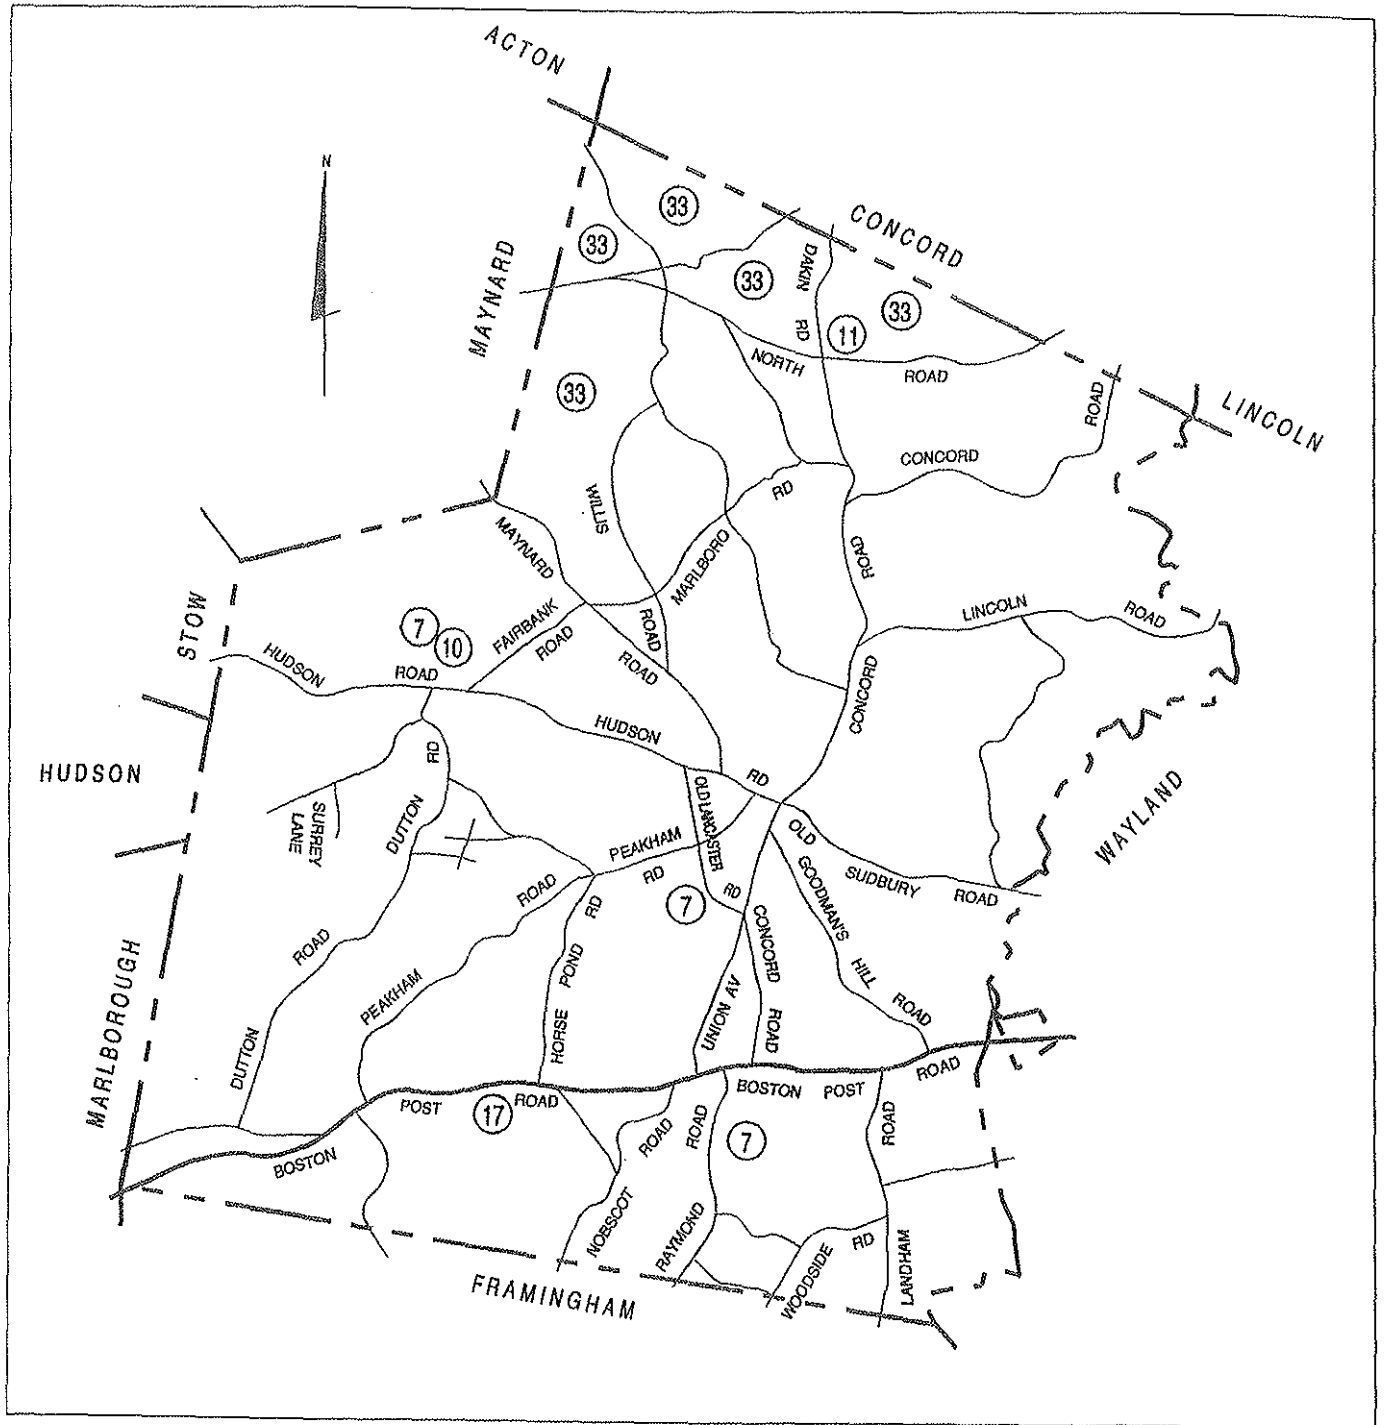 ACTON
N
33
CONCORD
33
MAYNARD
DAKIN
RD
33
33
11
NORTH
ROAD
33
ROAD
LINCOLN
CONCORD
WILLIS
RD
MAYNARD
MARLBORO
ROAD
STOW
FAIRBANK
ROAD
LINCOLN
ROAD
7
10
ROAD
HUDSON
ROAD
ROAD
CONCORD
HUDSON
RD
HUDSON
RD
OLD LANCASTER
RD
SURREY
LANE
DUTTON
PEAKHAM
RD
OLD
SUDBURY
ROAD
WAYLAND
GOODMAN'S
HILL
ROAD
ROAD
RD
7
CONCORD
ROAD
POND
HORSE
UNION AV
ROAD
PEAKHAM
MARLBOROUGH
DUTTON
BOSTON
POST
ROAD
POST
ROAD
17
BOSTON
ROAD
ROAD
7
ROAD
NOBSCOT
RAYMOND
WOODSIDE
RD
LANDHAM
FRAMINGHAM